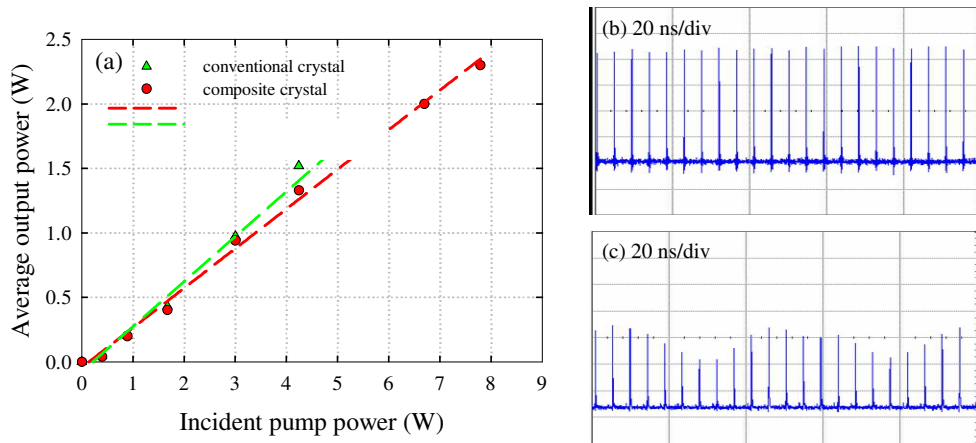 (a)
conventional crystal
composite crystal
2.5
2.0
1.5
1.0
0.5
0.0
0 1 2 3 4 5 6 7 8 9
Average output power (W)
Incident pump power (W)
(b) 20 ns/div
(c) 20 ns/div